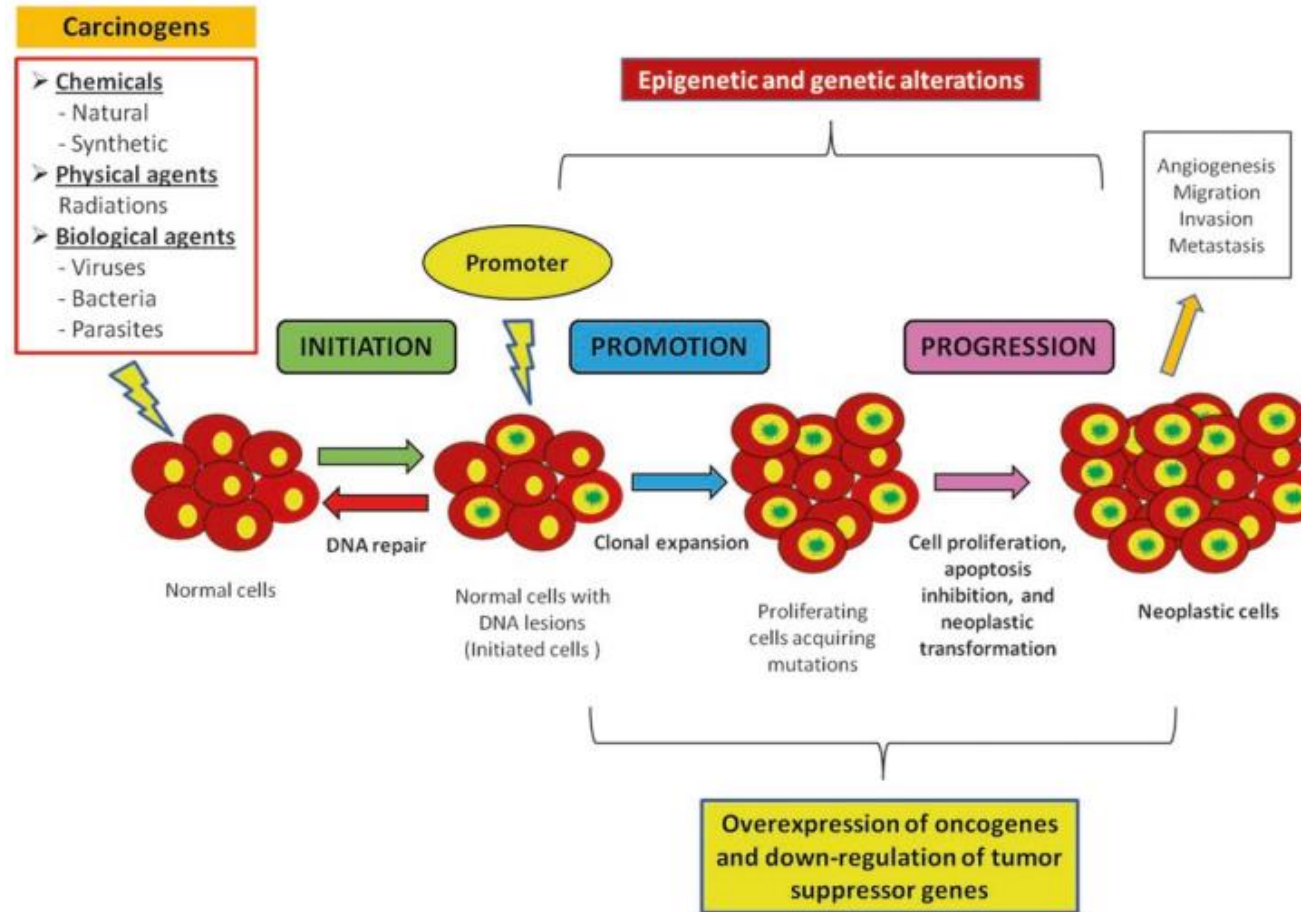 Carcinogens
➢ Chemicals
- Natural
- Synthetic
➢ Physical agents
Radiations
➢ Biological agents
- Viruses
- Bacteria
- Parasites
Epigenetic and genetic alterations
Angiogenesis
Migration
Invasion
Metastasis
Promoter
INITIATION
PROMOTION
PROGRESSION
DNA repair
Clonal expansion
Cell proliferation,
apoptosis
inhibition, and
neoplastic
transformation
Normal cells
Normal cells with
DNA lesions
(Initiated cells )
Proliferating
cells acquiring
mutations
Neoplastic cells
Overexpression of oncogenes
and down-regulation of tumor
suppressor genes